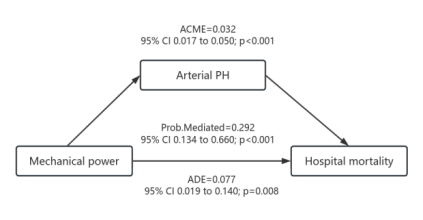 ACME=0.032
95% CI 0.017 to 0.050; p<0.001
Arterial PH
Prob.Mediated=0.292
95% CI 0.134 to 0.660; p<0.001
Mechanical power
Hospital mortality
ADE=0.077
95% CI 0.019 to 0.140; p=0.008